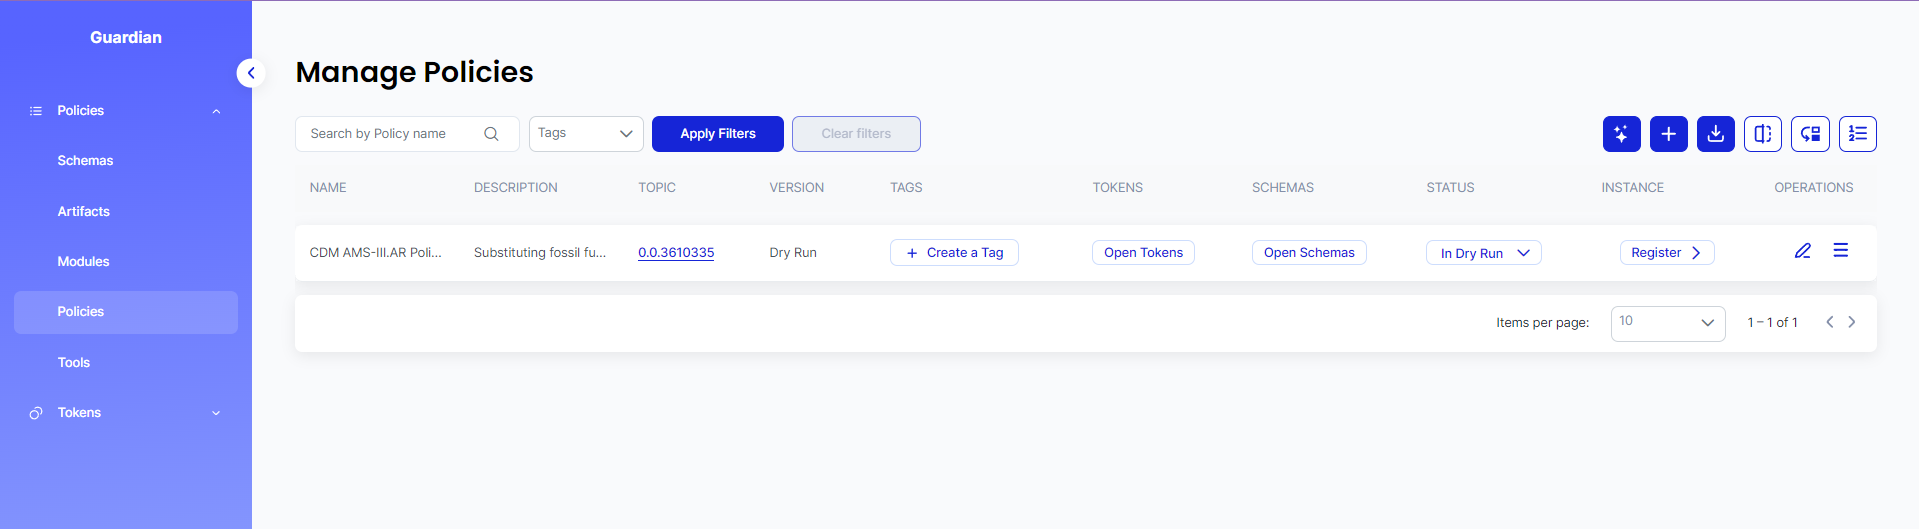 Guardian
Policies
Schemas
Artifacts
Modules
Policies
Tools
Tokens
Manage Policies
Search by Policy name Tags Apply Filters Clear filters
NAME DESCRIPTION TOPIC VERSION TAGS TOKENS SCHEMAS STATUS INSTANCE OPERATIONS
CDM AMS-III.AR Poli... Substituting fossil fu... 0.0.3610335 Dry Run + Create a Tag Open Tokens Open Schemas In Dry Run Register
Items per page: 10 1 – 1 of 1